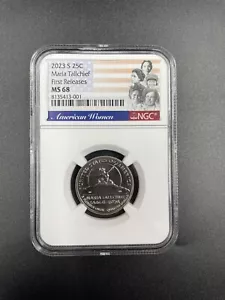 2023 S 25C
Maria Tallchief
First Releases
MS 68
8135413-001
American Women
NGC